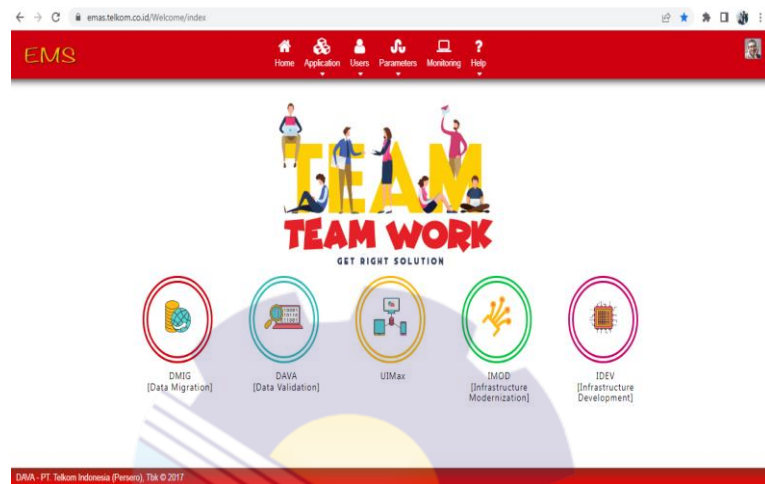 emas.telkom.co.id/Welcome/index
EMS
Home Application Users Parameters Monitoring Help
TEAM
TEAM WORK
GET RIGHT SOLUTION
DMIG
[Data Migration]
DAVA
[Data Validation]
UIMax
IMOD
[Infrastructure
Modernization]
IDEV
[Infrastructure
Development]
DAVA - PT. Telkom Indonesia (Persero), Tbk © 2017